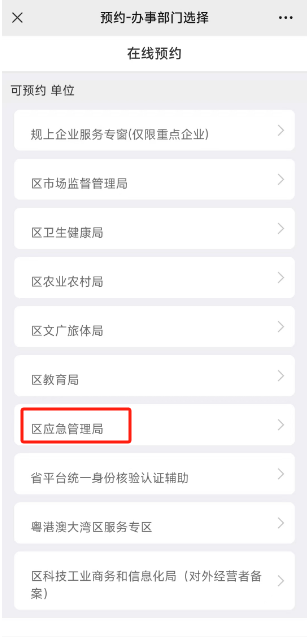 预约-办事部门选择
在线预约
可预约 单位
规上企业服务专窗(仅限重点企业)
区市场监督管理局
区卫生健康局
区农业农村局
区文广旅体局
区教育局
区应急管理局
省平台统一身份核验认证辅助
粤港澳大湾区服务专区
区科技工业商务和信息化局（对外经营者备
案）